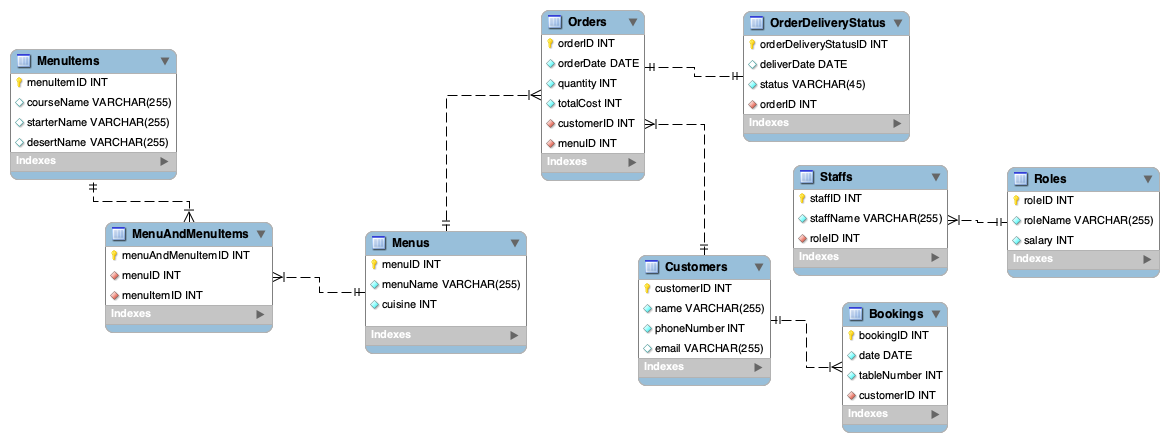 MenuItems
menuItemID INT
courseName VARCHAR(255)
starterName VARCHAR(255)
desertName VARCHAR(255)
Indexes
MenuAndMenuItems
menuAndMenuItemID INT
menuID INT
menuItemID INT
Indexes
Menus
menuID INT
menuName VARCHAR(255)
cuisine INT
Indexes
Orders
orderID INT
orderDate DATE
quantity INT
totalCost INT
customerID INT
menuID INT
Indexes
OrderDeliveryStatus
orderDeliveryStatusID INT
deliverDate DATE
status VARCHAR(45)
orderID INT
Indexes
Staffs
staffID INT
staffName VARCHAR(255)
roleID INT
Indexes
Roles
roleID INT
roleName VARCHAR(255)
salary INT
Indexes
Customers
customerID INT
name VARCHAR(255)
phoneNumber INT
email VARCHAR(255)
Indexes
Bookings
bookingID INT
date DATE
tableNumber INT
customerID INT
Indexes